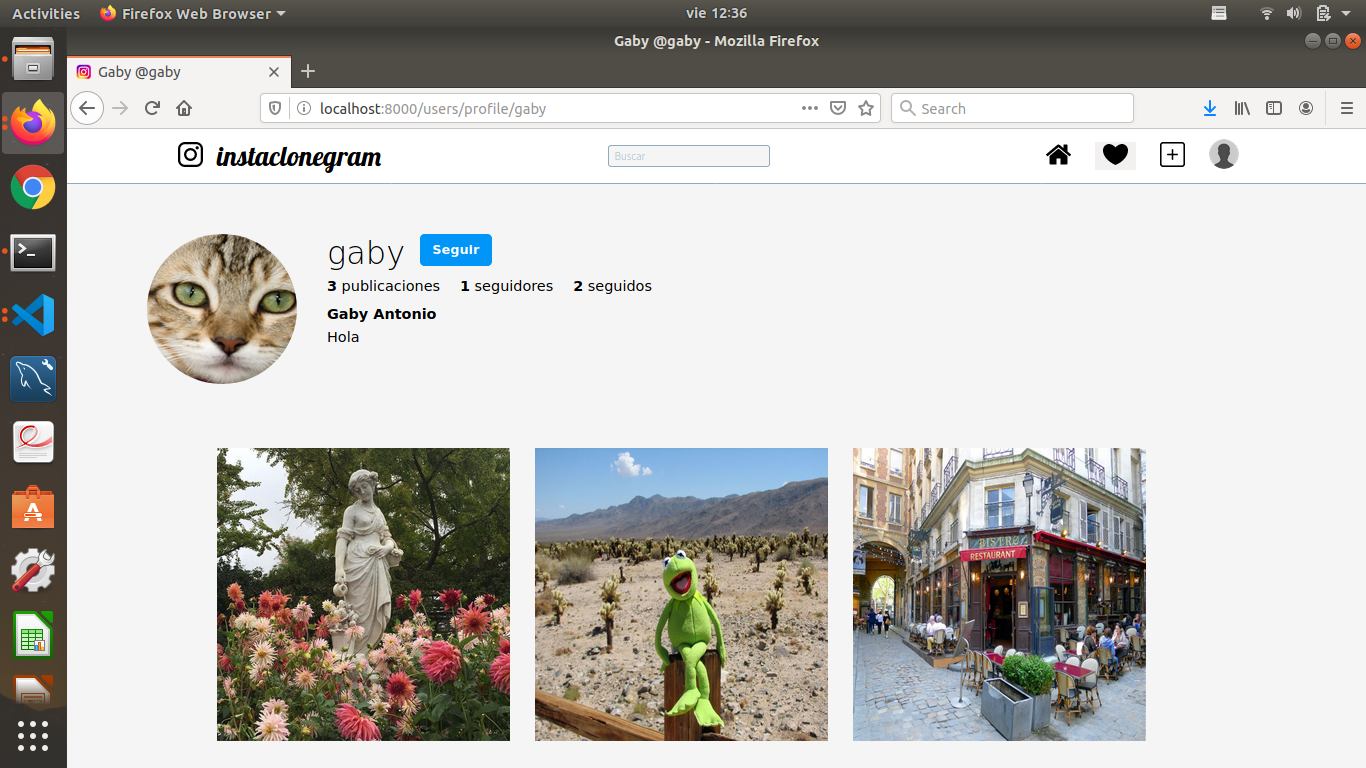 Activities Firefox Web Browser vie 12:36
Gaby @gaby - Mozilla Firefox
Gaby @gaby
localhost:8000/users/profile/gaby Search
instaclonegram Buscar
gaby Seguir
3 publicaciones 1 seguidores 2 seguidos
Gaby Antonio
Hola
BISTRO
RESTAURANT